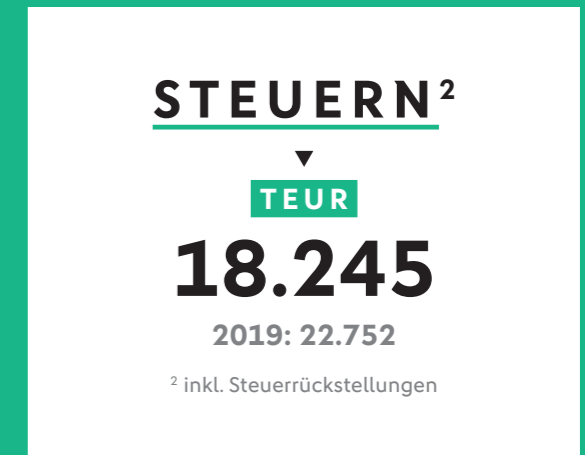 STEUERN²
▼
TEUR
18.245
2019: 22.752
² inkl. Steuerrückstellungen